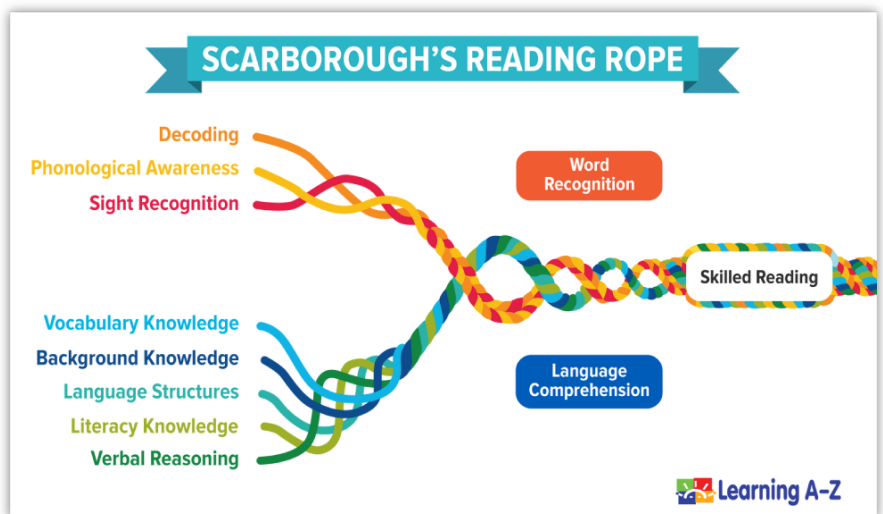 SCARBOROUGH'S READING ROPE
Decoding
Phonological Awareness
Sight Recognition
Word
Recognition
Skilled Reading
Vocabulary Knowledge
Background Knowledge
Language Structures
Literacy Knowledge
Verbal Reasoning
Language
Comprehension
Learning A–Z